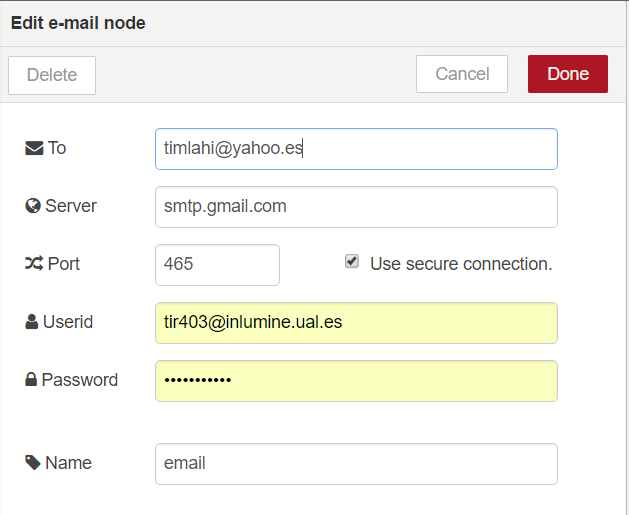 Edit e-mail node
Delete Cancel Done
To timlahi@yahoo.es
Server smtp.gmail.com
Port 465 Use secure connection.
Userid tir403@inlumine.ual.es
Password •••••••••••
Name email